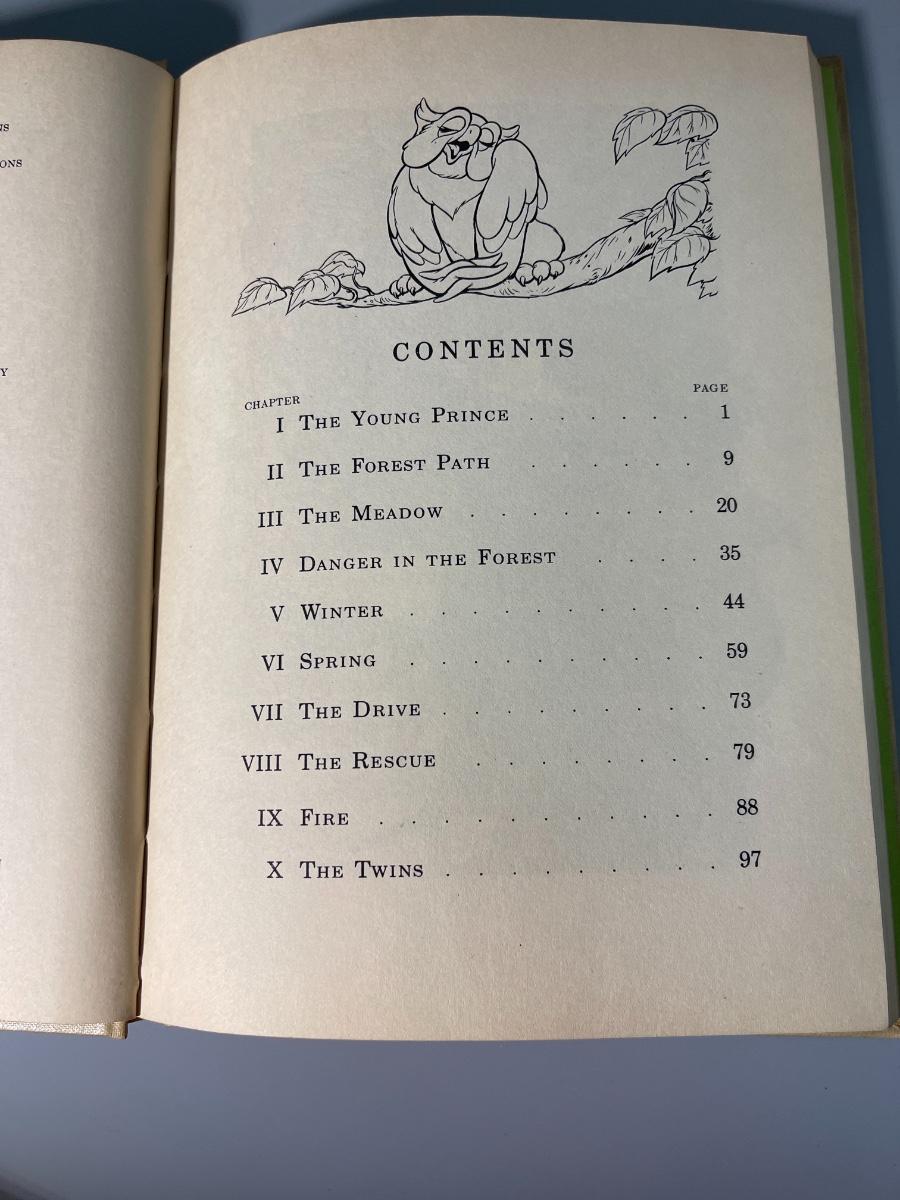 NS
ONS
Y
CONTENTS
CHAPTER PAGE
I THE YOUNG PRINCE . . . . . . 1
II THE FOREST PATH . . . . . . 9
III THE MEADOW . . . . . . . . 20
IV DANGER IN THE FOREST . . . . 35
V WINTER . . . . . . . . . . 44
VI SPRING . . . . . . . . . . 59
VII THE DRIVE . . . . . . . . . 73
VIII THE RESCUE . . . . . . . . 79
IX FIRE . . . . . . . . . . . 88
X THE TWINS . . . . . . . . . 97